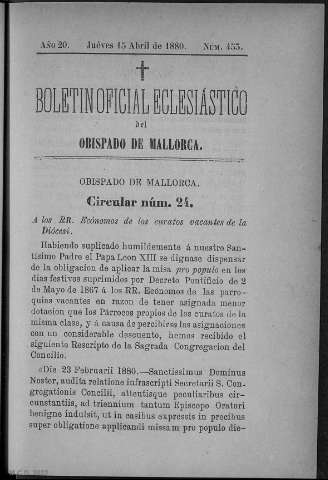 Año 20. Juéves 15 Abril de 1880. Núm. 455.
BOLETIN OFICIAL ECLESIÁSTICO
del
OBISPADO DE MALLORCA.
OBISPADO DE MALLORCA.
Circular núm. 24.
A los RR. Ecónomos de los curatos vacantes de la
Diócesi.
Habiendo suplicado humildemente á nuestro San-
tísimo Padre el Papa Leon XIII se dignase dispensar
de la obligacion de aplicar la misa pro populo en los
dias festivos suprimidos por Decreto Pontificio de 2
de Mayo de 1867 á los RR. Ecónomos de las parro-
quias vacantes en razon de tener asignada menor
dotacion que los Párrocos propios de los curatos de la
misma clase, y á causa de percibirse las asignaciones
con un considerable descuento, hemos recibido el
siguiente Rescripto de la Sagrada Congregacion del
Concilio.
«Die 23 Februarii 1880.—Sanctissimus Dominus
Noster, audita relatione infrascripti Secretarii S. Con-
gregationis Concilii, attentisque peculiaribus cir-
cunstantiis, ad triennium tantum Episcopo Oratori
benigne indulsit, ut in casibus expressis in precibus
super obligatione applicandi missam pro populo die-